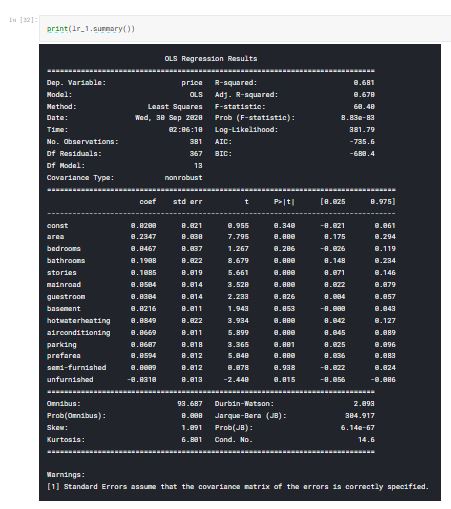 In [32]:
print(lr_1.summary())
OLS Regression Results
==============================================================================
Dep. Variable: price R-squared: 0.681
Model: OLS Adj. R-squared: 0.670
Method: Least Squares F-statistic: 60.40
Date: Wed, 30 Sep 2020 Prob (F-statistic): 8.83e-83
Time: 02:06:10 Log-Likelihood: 381.79
No. Observations: 381 AIC: -735.6
Df Residuals: 367 BIC: -680.4
Df Model: 13
Covariance Type: nonrobust
==============================================================================
coef std err t P>|t| [0.025 0.975]
------------------------------------------------------------------------------
const 0.0200 0.021 0.955 0.340 -0.021 0.061
area 0.2347 0.030 7.795 0.000 0.175 0.294
bedrooms 0.0467 0.037 1.267 0.206 -0.026 0.119
bathrooms 0.1908 0.022 8.679 0.000 0.148 0.234
stories 0.1085 0.019 5.661 0.000 0.071 0.146
mainroad 0.0504 0.014 3.520 0.000 0.022 0.079
guestroom 0.0304 0.014 2.233 0.026 0.004 0.057
basement 0.0216 0.011 1.943 0.053 -0.000 0.043
hotwaterheating 0.0849 0.022 3.934 0.000 0.042 0.127
airconditioning 0.0669 0.011 5.899 0.000 0.045 0.089
parking 0.0607 0.018 3.365 0.001 0.025 0.096
prefarea 0.0594 0.012 5.040 0.000 0.036 0.083
semi-furnished 0.0009 0.012 0.078 0.938 -0.022 0.024
unfurnished -0.0310 0.013 -2.440 0.015 -0.056 -0.006
==============================================================================
Omnibus: 93.687 Durbin-Watson: 2.093
Prob(Omnibus): 0.000 Jarque-Bera (JB): 304.917
Skew: 1.091 Prob(JB): 6.14e-67
Kurtosis: 6.801 Cond. No. 14.6
==============================================================================
Warnings:
[1] Standard Errors assume that the covariance matrix of the errors is correctly specified.